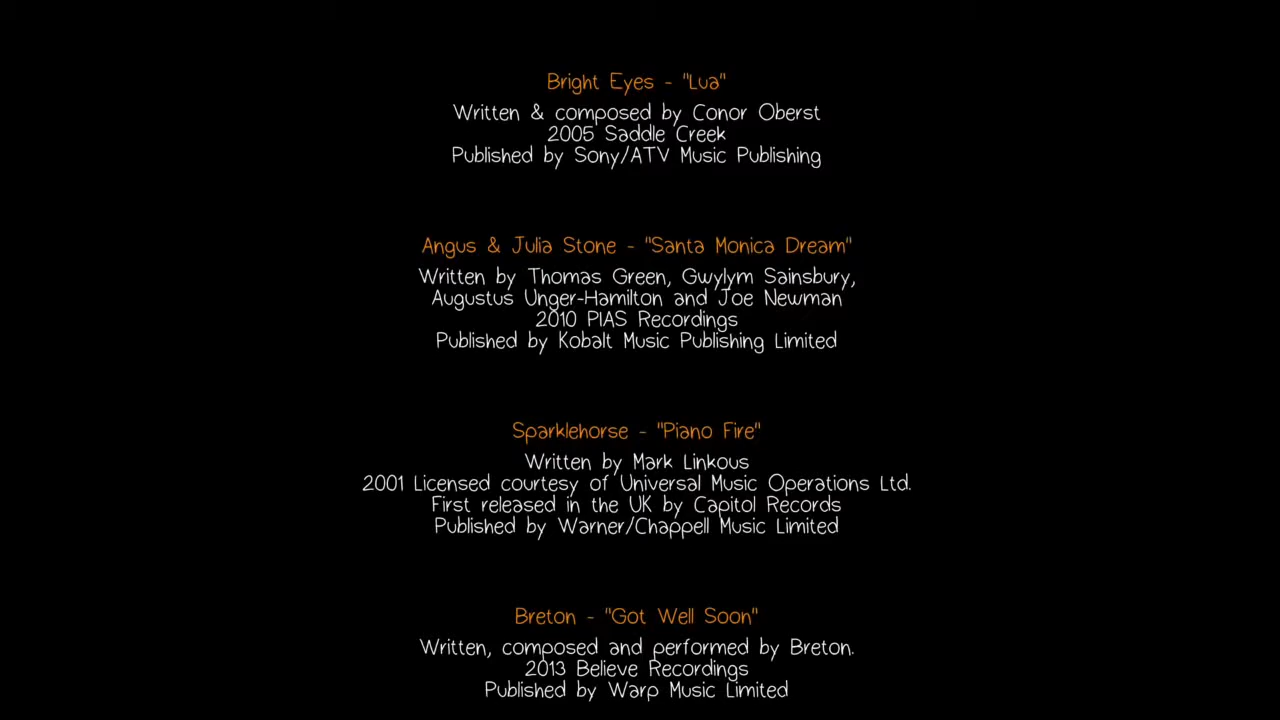 Bright Eyes - "Lua"
Written & composed by Conor Oberst
2005 Saddle Creek
Published by Sony/ATV Music Publishing
Angus & Julia Stone - "Santa Monica Dream"
Written by Thomas Green, Gwylym Sainsbury,
Augustus Unger-Hamilton and Joe Newman
2010 PIAS Recordings
Published by Kobalt Music Publishing Limited
Sparklehorse - "Piano Fire"
Written by Mark Linkous
2001 Licensed courtesy of Universal Music Operations Ltd.
First released in the UK by Capitol Records
Published by Warner/Chappell Music Limited
Breton - "Got Well Soon"
Written, composed and performed by Breton.
2013 Believe Recordings
Published by Warp Music Limited